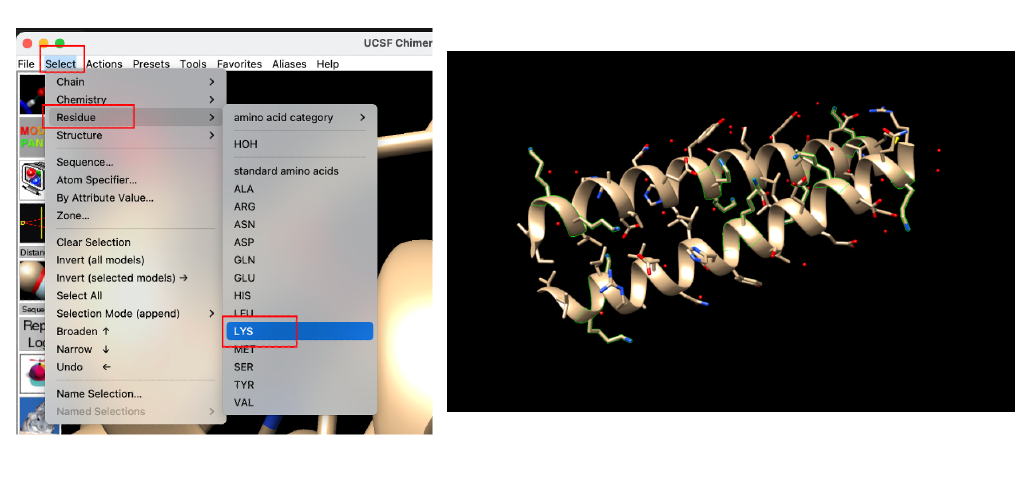 UCSF Chimer
File Select Actions Presets Tools Favorites Aliases Help
Chain
Chemistry
Residue
Structure
Sequence...
Atom Specifier...
By Attribute Value...
Zone...
Clear Selection
Invert (all models)
Invert (selected models) →
Select All
Selection Mode (append)
Broaden ↑
Narrow ↓
Undo ←
Name Selection...
Named Selections
amino acid category
HOH
standard amino acids
ALA
ARG
ASN
ASP
GLN
GLU
HIS
LEU
LYS
MET
SER
TYR
VAL
Distan
Seque
Rep
Lo